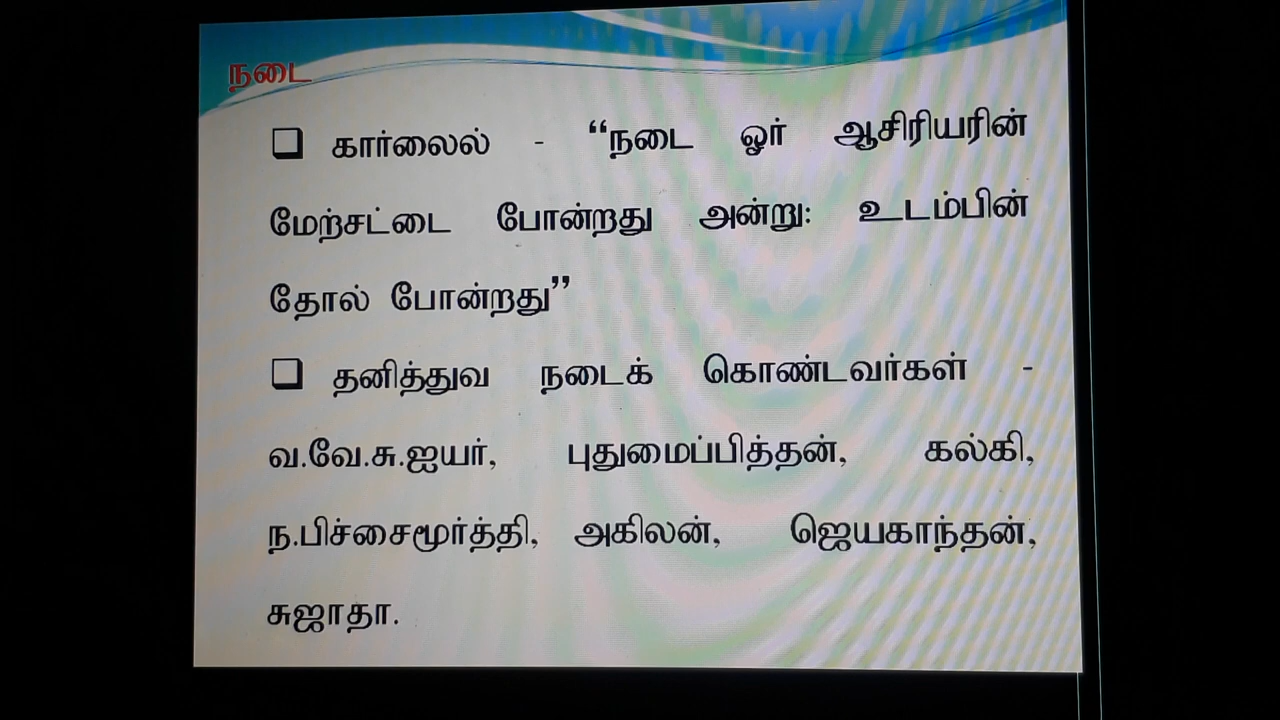 நடை
❑ கார்லைல் - “நடை ஓர் ஆசிரியரின்
மேற்சட்டை போன்றது அன்று: உடம்பின்
தோல் போன்றது”
❑ தனித்துவ நடைக் கொண்டவர்கள் -
வ.வே.சு.ஐயர், புதுமைப்பித்தன், கல்கி,
ந.பிச்சைமூர்த்தி, அகிலன், ஜெயகாந்தன்,
சுஜாதா.